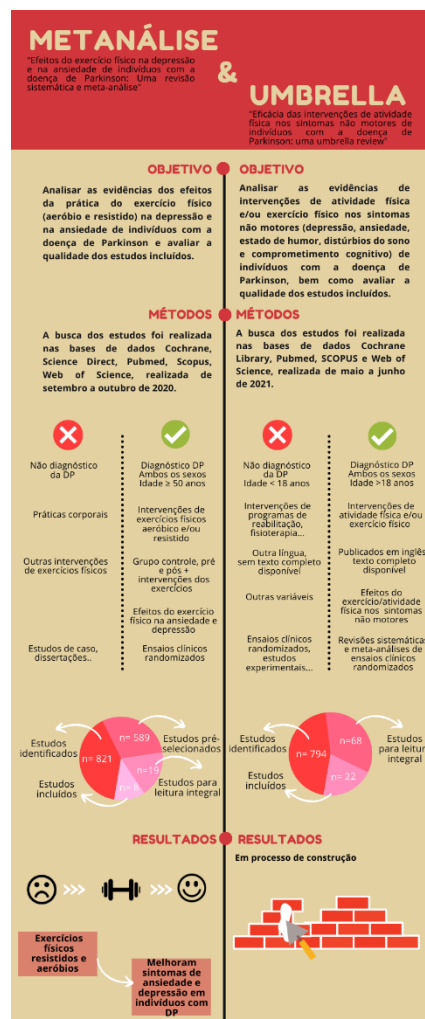 METANÁLISE
"Efeitos do exercício físico na depressão
e na ansiedade de indivíduos com a
doença de Parkinson: Uma revisão
sistemática e meta-análise"
&
UMBRELLA
"Eficácia das intervenções de atividade
física nos sintomas não motores de
indivíduos com a doença de
Parkinson: uma umbrella review"
OBJETIVO
Analisar as evidências dos efeitos
da prática do exercício físico
(aeróbio e resistido) na depressão e
na ansiedade de indivíduos com a
doença de Parkinson e avaliar a
qualidade dos estudos incluídos.
OBJETIVO
Analisar as evidências de
intervenções de atividade física
e/ou exercício físico nos sintomas
não motores (depressão, ansiedade,
estado de humor, distúrbios do sono
e comprometimento cognitivo) de
indivíduos com a doença de
Parkinson, bem como avaliar a
qualidade dos estudos incluídos.
MÉTODOS
A busca dos estudos foi realizada
nas bases de dados Cochrane,
Science Direct, Pubmed, Scopus,
Web of Science, realizada de
setembro a outubro de 2020.
MÉTODOS
A busca dos estudos foi realizada
nas bases de dados Cochrane
Library, Pubmed, SCOPUS e Web of
Science, realizada de maio a junho
de 2021.
Não diagnóstico
da DP
Práticas corporais
Outras intervenções
de exercícios físicos
Estudos de caso,
dissertações..
Diagnóstico DP
Ambos os sexos
Idade ≥ 50 anos
Intervenções de
exercícios físicos
aeróbico e/ou
resistido
Grupo controle, pré
e pós +
intervenções dos
exercícios
Efeitos do exercício
físico na ansiedade e
depressão
Ensaios clínicos
randomizados
Não diagnóstico
da DP
Idade < 18 anos
Intervenções de
programas de
reabilitação,
fisioterapia...
Outra língua,
sem texto completo
disponível
Outras variáveis
Ensaios clínicos
randomizados,
estudos
experimentais...
Diagnóstico DP
Ambos os sexos
Idade >18 anos
Intervenções de
atividade física e/ou
exercício físico
Publicados em inglês
texto completo
disponível
Efeitos do
exercício/atividade
física nos sintomas
não motores
Revisões sistemáticas
e meta-análises de
ensaios clínicos
randomizados
Estudos
identificados
n= 821
n= 589
Estudos pré-
selecionados
n=19
Estudos para
leitura integral
n= 8
Estudos
incluídos
Estudos
identificados
n= 794
n=68
Estudos
para leitura
integral
n= 22
Estudos
incluídos
RESULTADOS
>>>
>>>
Exercícios
físicos
resistidos e
aeróbios
Melhoram
sintomas de
ansiedade e
depressão em
indivíduos com
DP
RESULTADOS
Em processo de construção